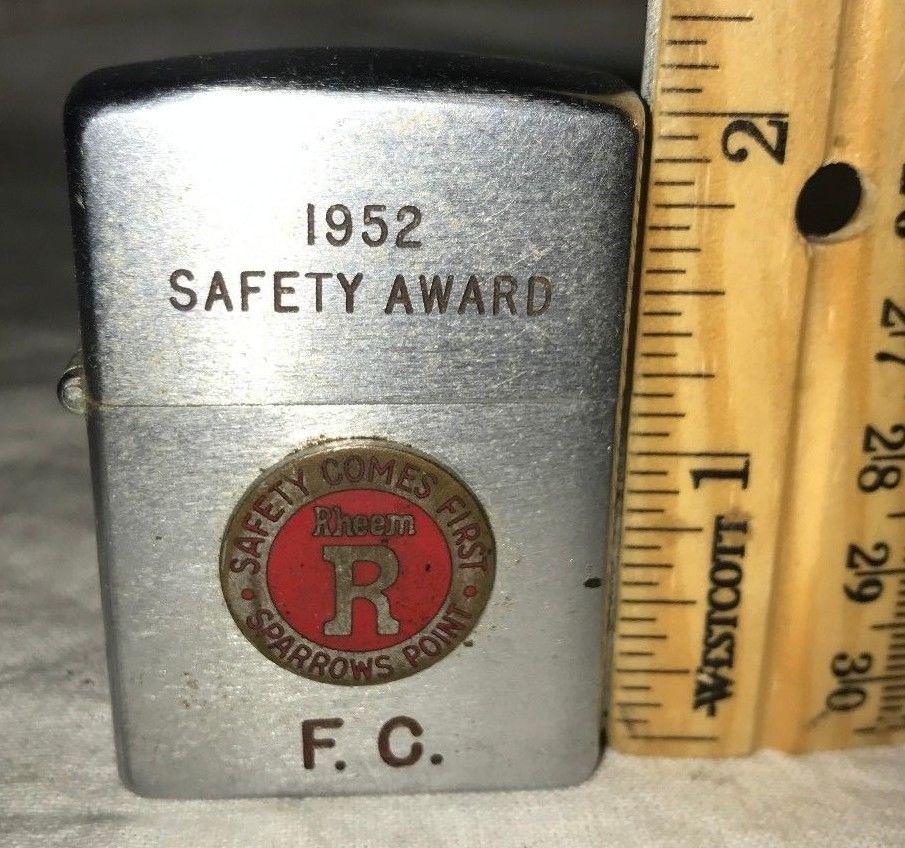 1952
SAFETY AWARD
SAFETY COMES FIRST
Rheem
R
• SPARROWS POINT •
F. C.
2
1
WESTCOTT
27
28
29
30